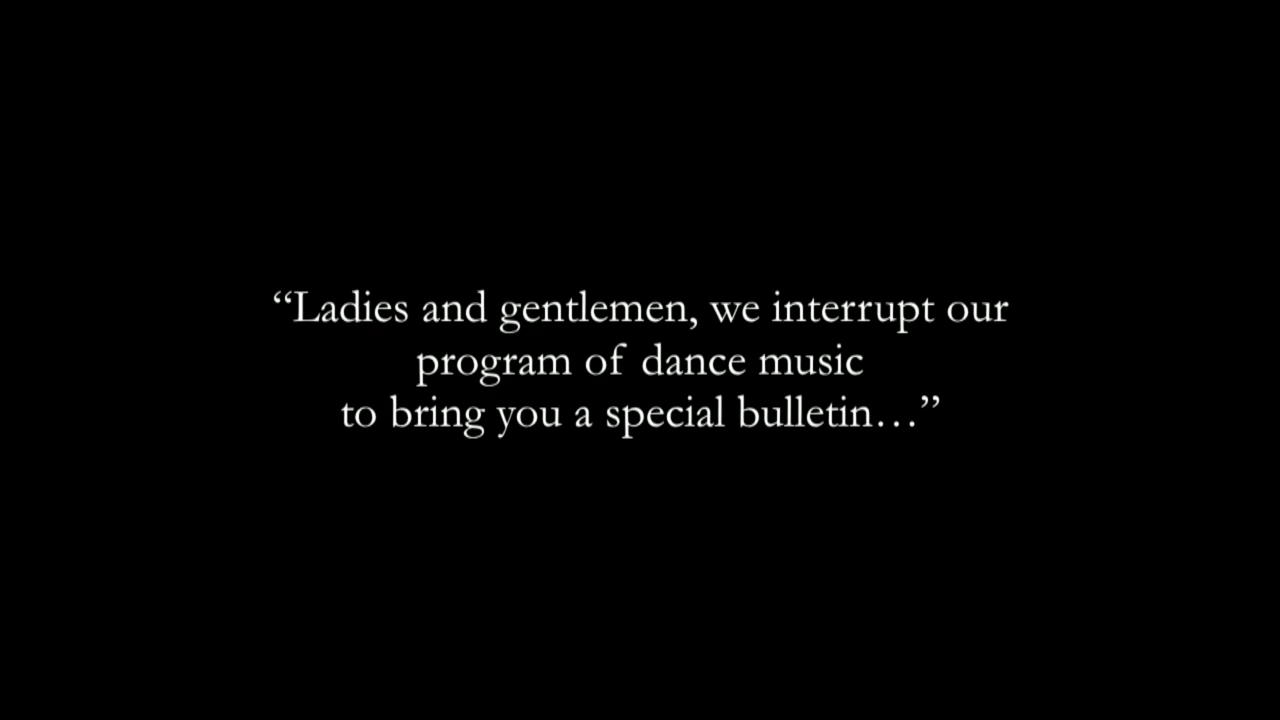 “Ladies and gentlemen, we interrupt our
program of dance music
to bring you a special bulletin…”